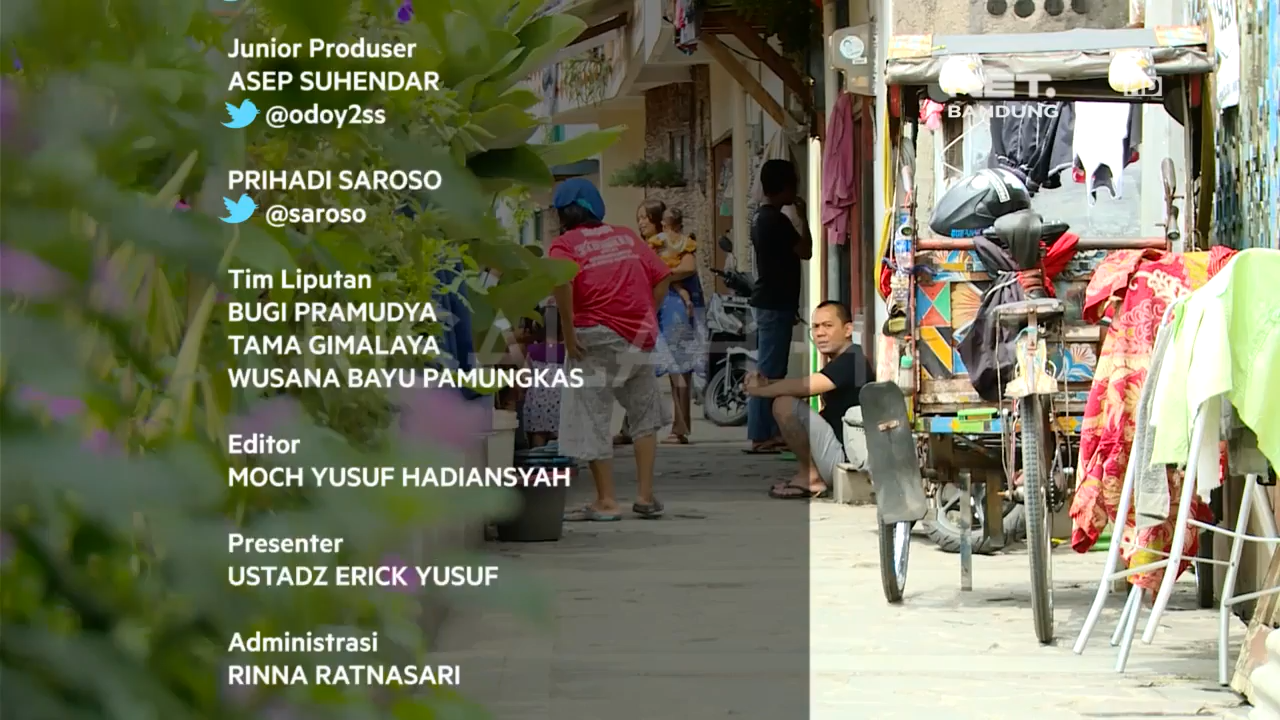 Junior Produser
ASEP SUHENDAR
@odoy2ss
PRIHADI SAROSO
@saroso
Tim Liputan
BUGI PRAMUDYA
TAMA GIMALAYA
WUSANA BAYU PAMUNGKAS
Editor
MOCH YUSUF HADIANSYAH
Presenter
USTADZ ERICK YUSUF
Administrasi
RINNA RATNASARI
NET.
HD
BANDUNG